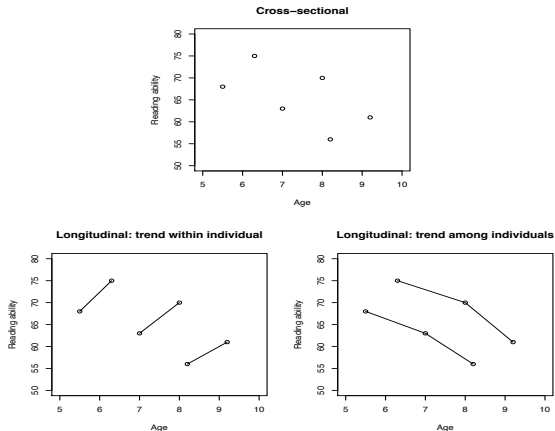 Cross−sectional
80
75
70
65
60
55
50
Reading ability
5 6 7 8 9 10
Age
Longitudinal: trend within individual
80
75
70
65
60
55
50
Reading ability
5 6 7 8 9 10
Age
Longitudinal: trend among individuals
80
75
70
65
60
55
50
Reading ability
5 6 7 8 9 10
Age